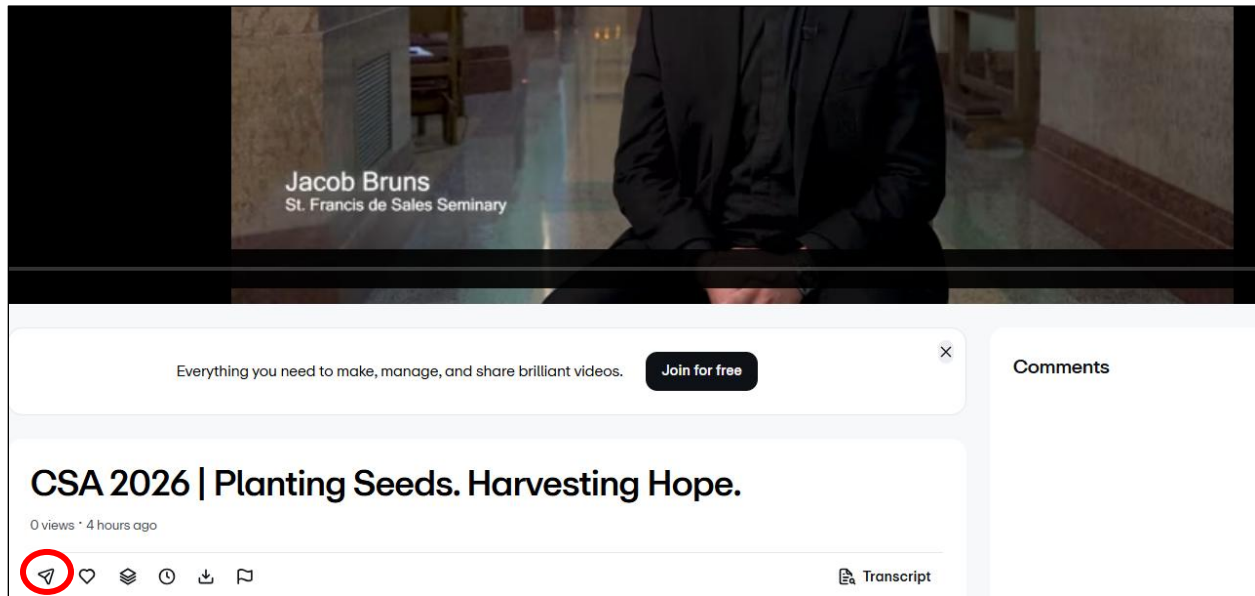 Jacob Bruns
St. Francis de Sales Seminary
Everything you need to make, manage, and share brilliant videos.
Join for free
Comments
CSA 2026 | Planting Seeds. Harvesting Hope.
0 views · 4 hours ago
Transcript